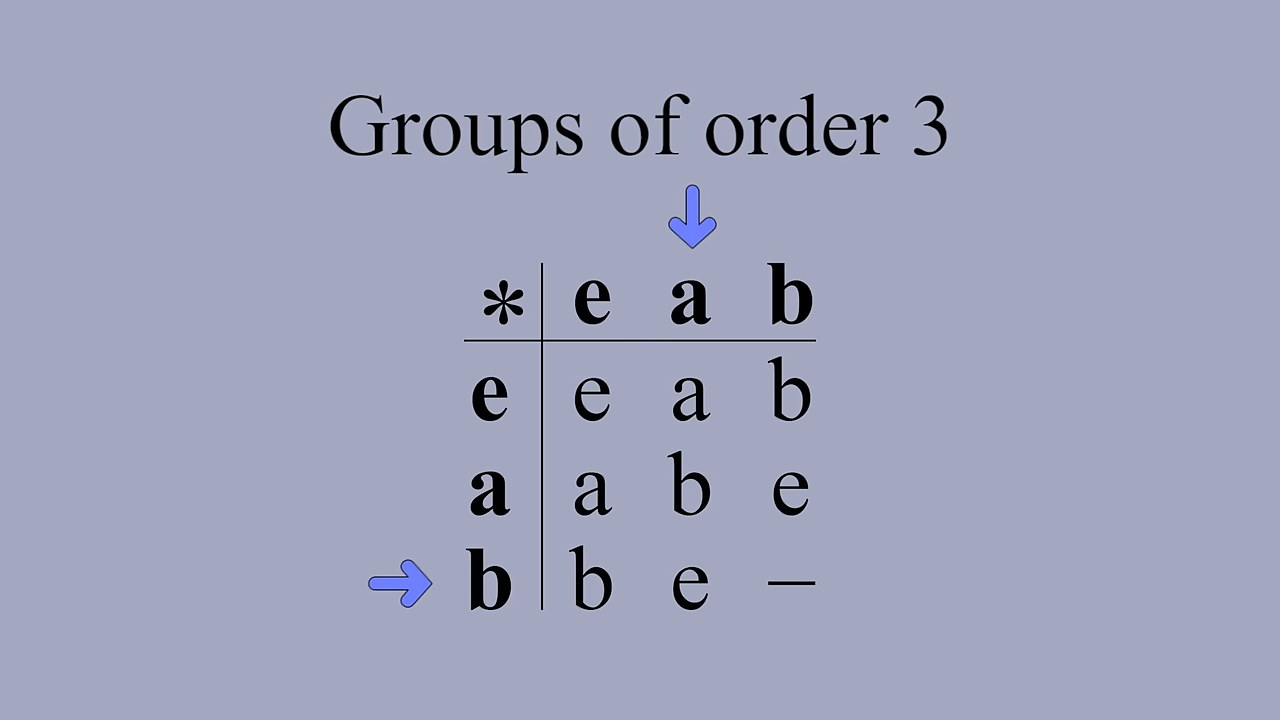 Groups of order 3
* e a b
e e a b
a a b e
b b e –